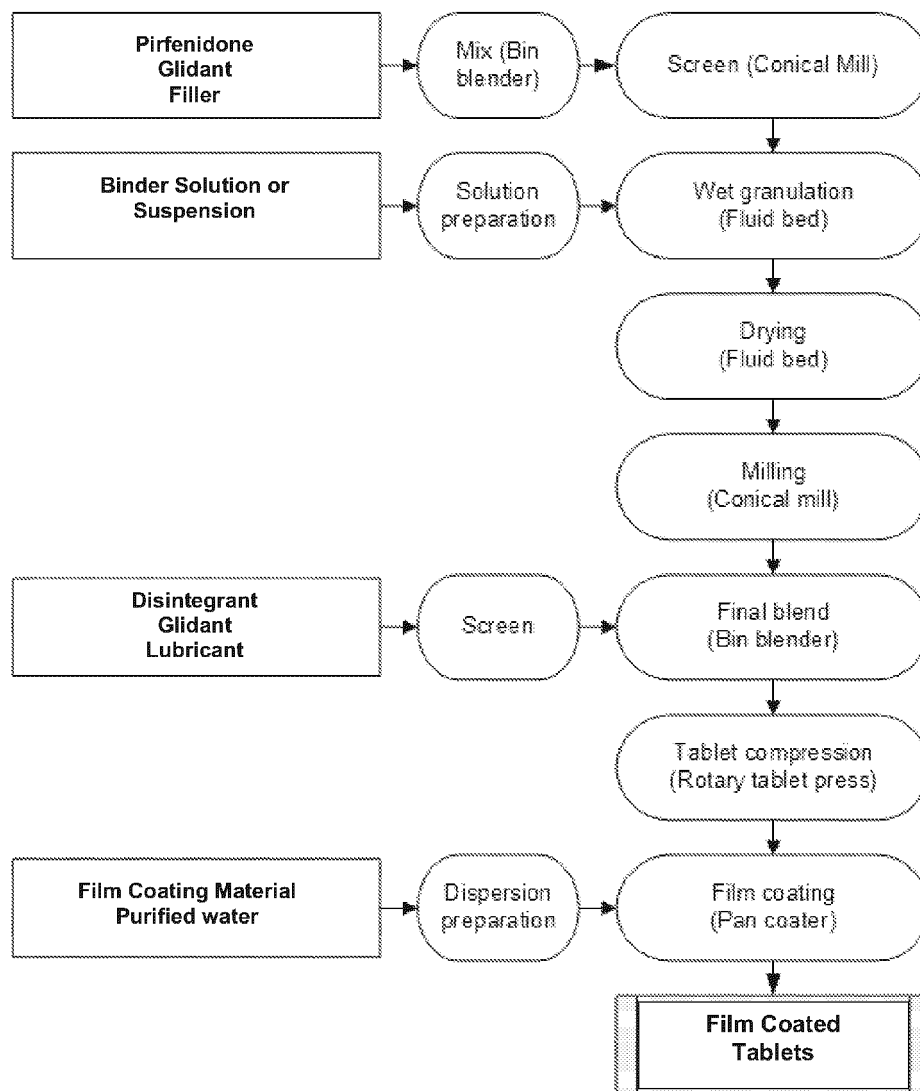 Pirfenidone
Glidant
Filler
Mix (Bin
blender)
Screen (Conical Mill)
Binder Solution or
Suspension
Solution
preparation
Wet granulation
(Fluid bed)
Drying
(Fluid bed)
Milling
(Conical mill)
Disintegrant
Glidant
Lubricant
Screen
Final blend
(Bin blender)
Tablet compression
(Rotary tablet press)
Film Coating Material
Purified water
Dispersion
preparation
Film coating
(Pan coater)
Film Coated
Tablets